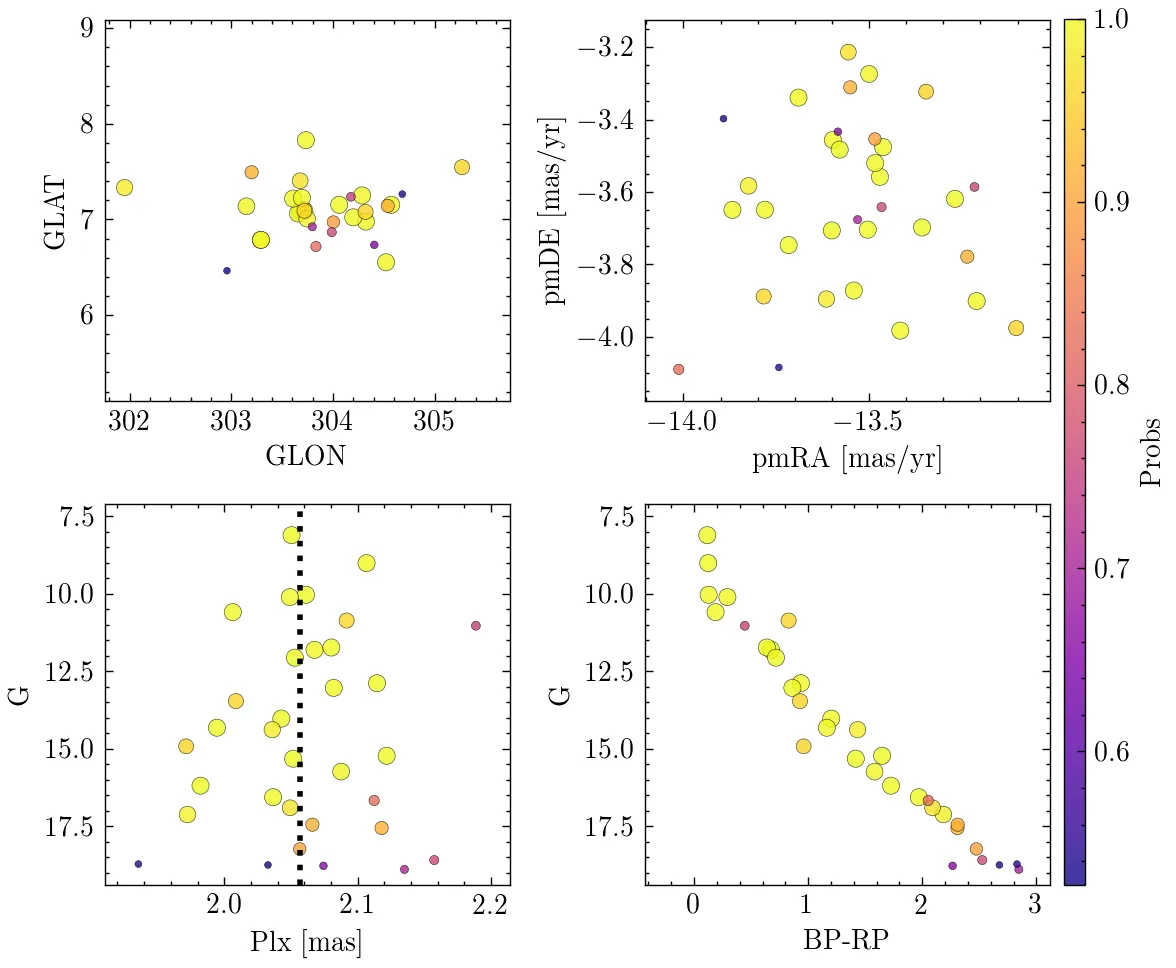 9
8
7
6
GLAT
302 303 304 305
GLON
−3.2
−3.4
−3.6
−3.8
−4.0
pmDE [mas/yr]
−14.0 −13.5
pmRA [mas/yr]
7.5
10.0
12.5
15.0
17.5
G
2.0 2.1 2.2
Plx [mas]
7.5
10.0
12.5
15.0
17.5
G
0 1 2 3
BP-RP
1.0
0.9
0.8
0.7
0.6
Probs